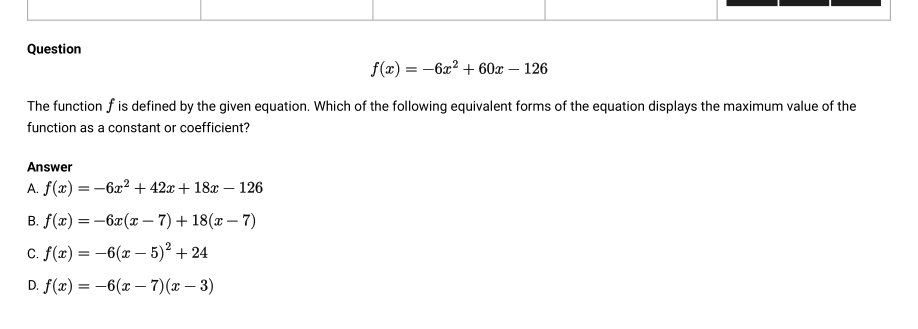 Question
f(x) = −6x² + 60x − 126
The function f is defined by the given equation. Which of the following equivalent forms of the equation displays the maximum value of the
function as a constant or coefficient?
Answer
A. f(x) = −6x² + 42x + 18x − 126
B. f(x) = −6x(x − 7) + 18(x − 7)
C. f(x) = −6(x − 5)² + 24
D. f(x) = −6(x − 7)(x − 3)